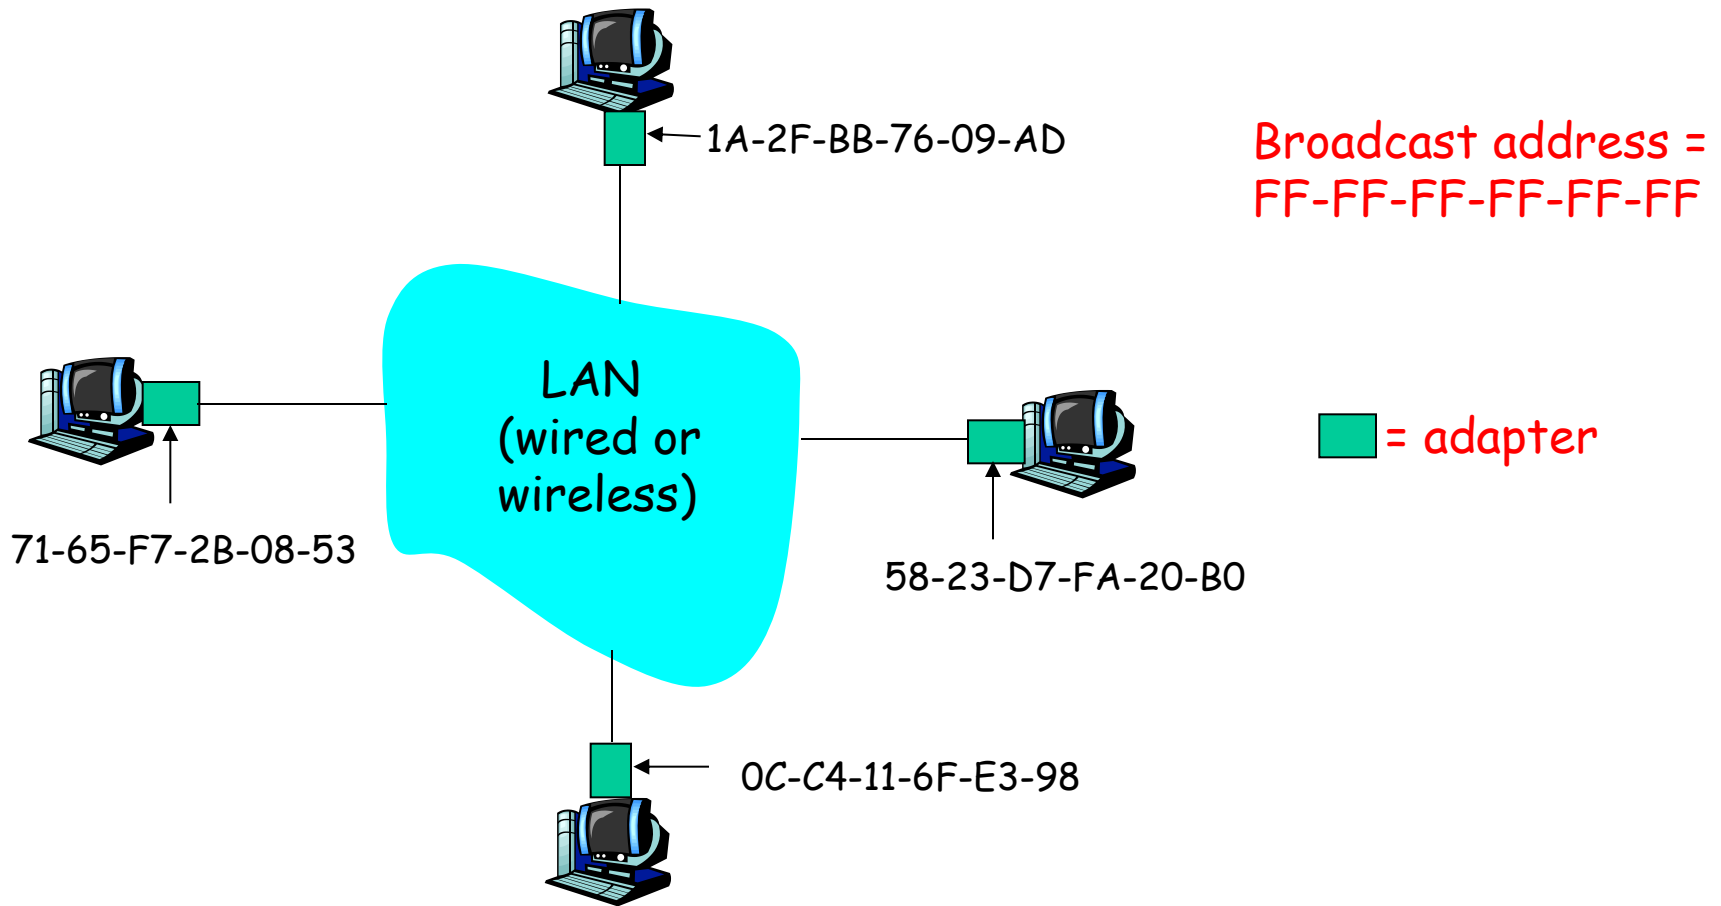 1A-2F-BB-76-09-AD
Broadcast address =
FF-FF-FF-FF-FF-FF
LAN
(wired or
wireless)
= adapter
71-65-F7-2B-08-53
58-23-D7-FA-20-B0
0C-C4-11-6F-E3-98